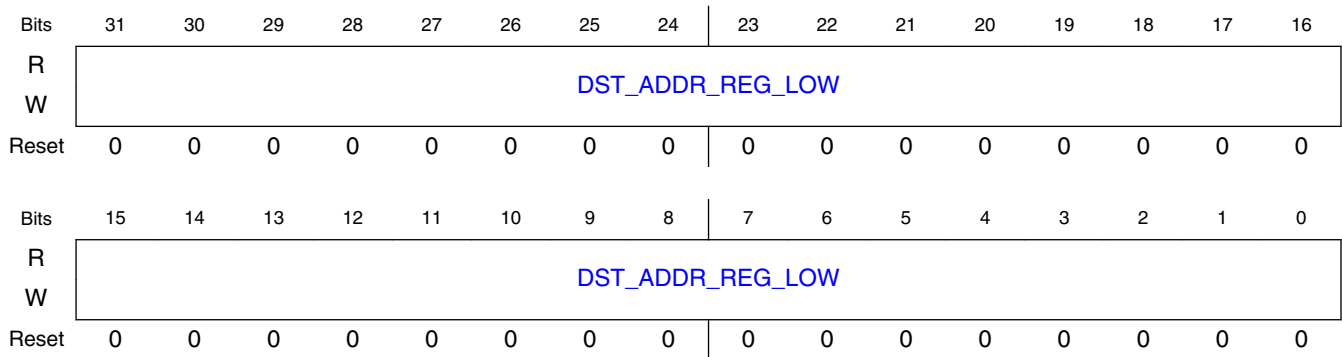 Bits 31 30 29 28 27 26 25 24 23 22 21 20 19 18 17 16
R
DST_ADDR_REG_LOW
W
Reset 0 0 0 0 0 0 0 0 0 0 0 0 0 0 0 0
Bits 15 14 13 12 11 10 9 8 7 6 5 4 3 2 1 0
R
DST_ADDR_REG_LOW
W
Reset 0 0 0 0 0 0 0 0 0 0 0 0 0 0 0 0